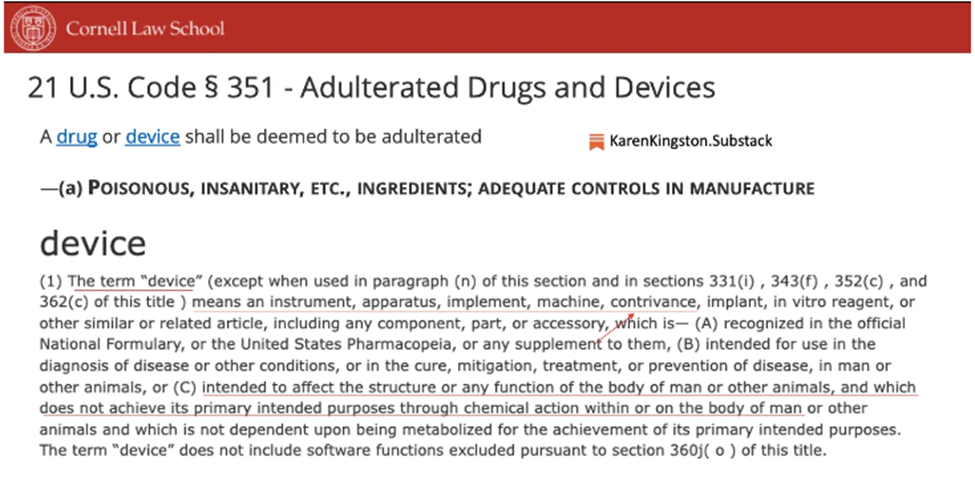 Cornell Law School
21 U.S. Code § 351 - Adulterated Drugs and Devices
A drug or device shall be deemed to be adulterated
KarenKingston.Substack
—(a) POISONOUS, INSANITARY, ETC., INGREDIENTS; ADEQUATE CONTROLS IN MANUFACTURE
device
(1) The term “device” (except when used in paragraph (n) of this section and in sections 331(i) , 343(f) , 352(c) , and
362(c) of this title ) means an instrument, apparatus, implement, machine, contrivance, implant, in vitro reagent, or
other similar or related article, including any component, part, or accessory, which is— (A) recognized in the official
National Formulary, or the United States Pharmacopeia, or any supplement to them, (B) intended for use in the
diagnosis of disease or other conditions, or in the cure, mitigation, treatment, or prevention of disease, in man or
other animals, or (C) intended to affect the structure or any function of the body of man or other animals, and which
does not achieve its primary intended purposes through chemical action within or on the body of man or other
animals and which is not dependent upon being metabolized for the achievement of its primary intended purposes.
The term “device” does not include software functions excluded pursuant to section 360j( o ) of this title.